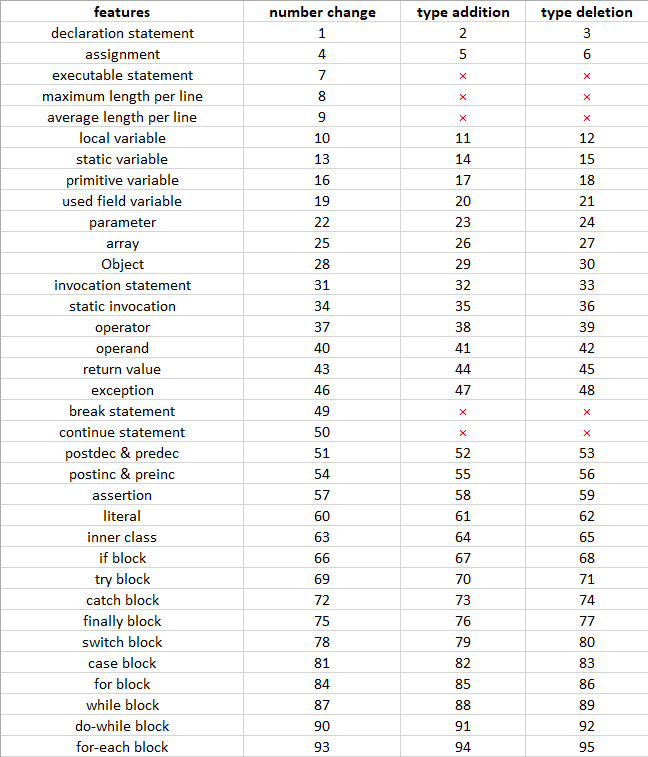 features number change type addition type deletion
declaration statement 1 2 3
assignment 4 5 6
executable statement 7 × ×
maximum length per line 8 × ×
average length per line 9 × ×
local variable 10 11 12
static variable 13 14 15
primitive variable 16 17 18
used field variable 19 20 21
parameter 22 23 24
array 25 26 27
Object 28 29 30
invocation statement 31 32 33
static invocation 34 35 36
operator 37 38 39
operand 40 41 42
return value 43 44 45
exception 46 47 48
break statement 49 × ×
continue statement 50 × ×
postdec & predec 51 52 53
postinc & preinc 54 55 56
assertion 57 58 59
literal 60 61 62
inner class 63 64 65
if block 66 67 68
try block 69 70 71
catch block 72 73 74
finally block 75 76 77
switch block 78 79 80
case block 81 82 83
for block 84 85 86
while block 87 88 89
do-while block 90 91 92
for-each block 93 94 95